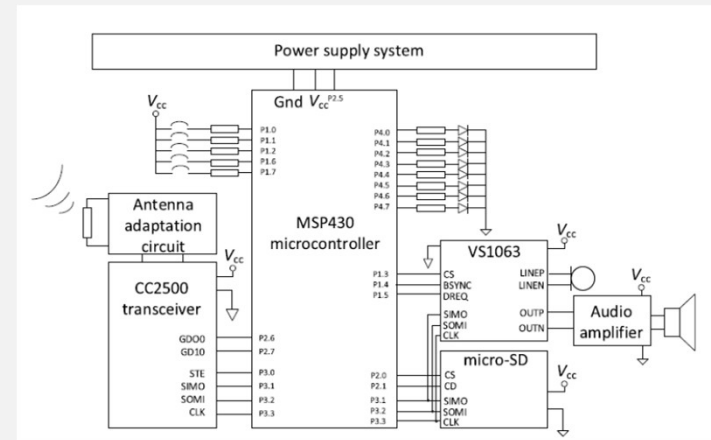 Power supply system
Gnd Vcc P2.5
Vcc
P1.0
P1.1
P1.2
P1.6
P1.7
P4.0
P4.1
P4.2
P4.3
P4.4
P4.5
P4.6
P4.7
MSP430
microcontroller
Antenna
adaptation
circuit
Vcc
CC2500
transceiver
GDO0
GD10
STE
SIMO
SOMI
CLK
P2.6
P2.7
P3.0
P3.1
P3.2
P3.3
P1.3
P1.4
P1.5
VS1063
Vcc
CS
BSYNC
DREQ
SIMO
SOMI
CLK
LINEP
LINEN
OUTP
OUTN
Vcc
Audio
amplifier
micro-SD
Vcc
P2.0
P2.1
P3.1
P3.2
P3.3
CS
CD
SIMO
SOMI
CLK